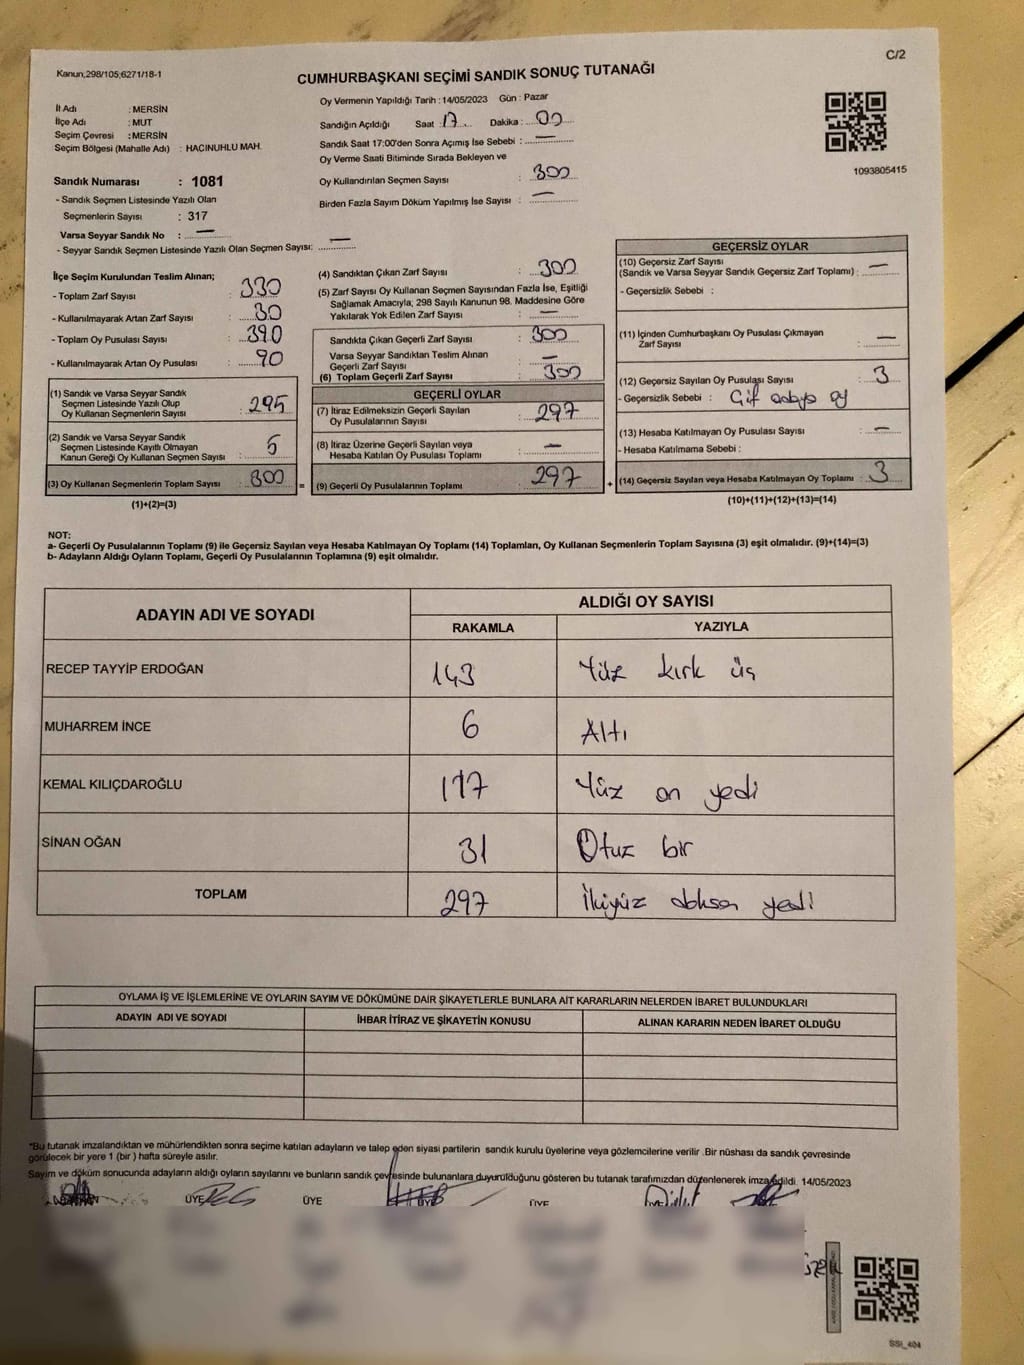 C/2
Kanun;298/105;6271/18-1
CUMHURBAŞKANI SEÇİMİ SANDIK SONUÇ TUTANAĞI
İl Adı : MERSİN
İlçe Adı : MUT
Seçim Çevresi : MERSİN
Seçim Bölgesi (Mahalle Adı) : HACINUHLU MAH.
Sandık Numarası : 1081
- Sandık Seçmen Listesinde Yazılı Olan
Seçmenlerin Sayısı : 317
Varsa Seyyar Sandık No : —
- Seyyar Sandık Seçmen Listesinde Yazılı Olan Seçmen Sayısı: —
Oy Vermenin Yapıldığı Tarih : 14/05/2023 Gün : Pazar
Sandığın Açıldığı Saat : 17 Dakika : 00
Sandık Saat 17:00'den Sonra Açımış İse Sebebi : —
Oy Verme Saati Bitiminde Sırada Bekleyen ve
Oy Kullandırılan Seçmen Sayısı : 300
Birden Fazla Sayım Döküm Yapılmış İse Sayısı : —
1093805415
İlçe Seçim Kurulundan Teslim Alınan;
- Toplam Zarf Sayısı : 330
- Kullanılmayarak Artan Zarf Sayısı : 30
- Toplam Oy Pusulası Sayısı : 390
- Kullanılmayarak Artan Oy Pusulası : 90
(1) Sandık ve Varsa Seyyar Sandık
Seçmen Listesinde Yazılı Olup
Oy Kullanan Seçmenlerin Sayısı : 295
(2) Sandık ve Varsa Seyyar Sandık
Seçmen Listesinde Kayıtlı Olmayan
Kanun Gereği Oy Kullanan Seçmen Sayısı : 5
(3) Oy Kullanan Seçmenlerin Toplam Sayısı : 300
(1)+(2)=(3)
(4) Sandıktan Çıkan Zarf Sayısı : 300
(5) Zarf Sayısı Oy Kullanan Seçmen Sayısından Fazla İse, Eşitliği
Sağlamak Amacıyla; 298 Sayılı Kanunun 98. Maddesine Göre
Yakılarak Yok Edilen Zarf Sayısı : —
Sandıkta Çıkan Geçerli Zarf Sayısı : 300
Varsa Seyyar Sandıktan Teslim Alınan
Geçerli Zarf Sayısı : —
(6) Toplam Geçerli Zarf Sayısı : 300
GEÇERLİ OYLAR
(7) İtiraz Edilmeksizin Geçerli Sayılan
Oy Pusulalarının Sayısı : 297
(8) İtiraz Üzerine Geçerli Sayılan veya
Hesaba Katılan Oy Pusulası Toplamı : —
= (9) Geçerli Oy Pusulalarının Toplamı : 297 +
GEÇERSİZ OYLAR
(10) Geçersiz Zarf Sayısı
(Sandık ve Varsa Seyyar Sandık Geçersiz Zarf Toplamı) : —
- Geçersizlik Sebebi :
(11) İçinden Cumhurbaşkanı Oy Pusulası Çıkmayan
Zarf Sayısı : —
(12) Geçersiz Sayılan Oy Pusulası Sayısı : 3
- Geçersizlik Sebebi : Çift oy
(13) Hesaba Katılmayan Oy Pusulası Sayısı : —
- Hesaba Katılmama Sebebi :
(14) Geçersiz Sayılan veya Hesaba Katılmayan Oy Toplamı : 3
(10)+(11)+(12)+(13)=(14)
NOT:
a- Geçerli Oy Pusulalarının Toplamı (9) ile Geçersiz Sayılan veya Hesaba Katılmayan Oy Toplamı (14) Toplamları, Oy Kullanan Seçmenlerin Toplam Sayısına (3) eşit olmalıdır. (9)+(14)=(3)
b- Adayların Aldığı Oyların Toplamı, Geçerli Oy Pusulalarının Toplamına (9) eşit olmalıdır.
ADAYIN ADI VE SOYADI ALDIĞI OY SAYISI
RAKAMLA YAZIYLA
RECEP TAYYİP ERDOĞAN 143 Yüz kırk üç
MUHARREM İNCE 6 Altı
KEMAL KILIÇDAROĞLU 117 Yüz on yedi
SİNAN OĞAN 31 Otuz bir
TOPLAM 297 İkiyüz doksan yedi
OYLAMA İŞ VE İŞLEMLERİNE VE OYLARIN SAYIM VE DÖKÜMÜNE DAİR ŞİKAYETLERLE BUNLARA AİT KARARLARIN NELERDEN İBARET BULUNDUKLARI
ADAYIN ADI VE SOYADI İHBAR İTİRAZ VE ŞİKAYETİN KONUSU ALINAN KARARIN NEDEN İBARET OLDUĞU
*Bu tutanak imzalandıktan ve mühürlendikten sonra seçime katılan adayların ve talep eden siyasi partilerin sandık kurulu üyelerine veya gözlemcilerine verilir .Bir nüshası da sandık çevresinde
görülecek bir yere 1 (bir ) hafta süreyle asılır.
Sayım ve döküm sonucunda adayların aldığı oyların sayılarını ve bunların sandık çevresinde bulunanlara duyurulduğunu gösteren bu tutanak tarafımızdan düzenlenerek imza edildi. 14/05/2023
ÜYE ÜYE ÜYE ÜYE ÜYE
SSI_404